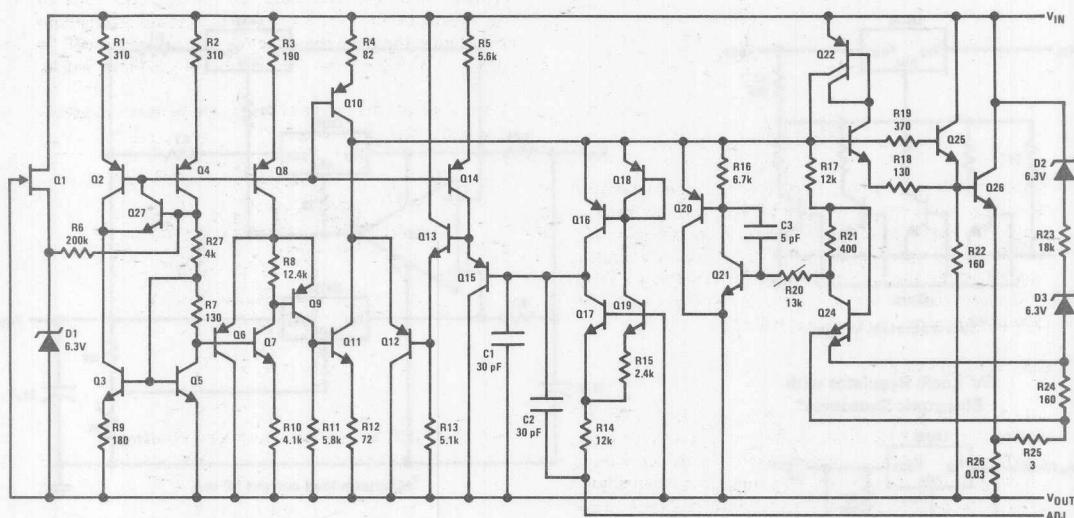 R1
310
R2
310
R3
190
R4
82
R5
5.6k
V_IN
Q22
Q10
R19
370
Q25
R18
130
R17
12k
R16
6.7k
D2
6.3V
Q1
Q2
Q4
Q8
Q14
Q18
Q26
Q27
Q16
Q20
R6
200k
Q13
R27
4k
C3
5 pF
R21
400
R22
160
R23
18k
R8
12.4k
Q15
Q21
R20
13k
Q9
R7
130
Q17
Q19
Q24
D3
6.3V
D1
6.3V
Q6
Q7
Q11
Q12
C1
30 pF
R15
2.4k
Q3
Q5
R24
160
C2
30 pF
R9
180
R10
4.1k
R11
5.8k
R12
72
R13
5.1k
R14
12k
R26
0.03
R25
3
V_OUT
ADJ